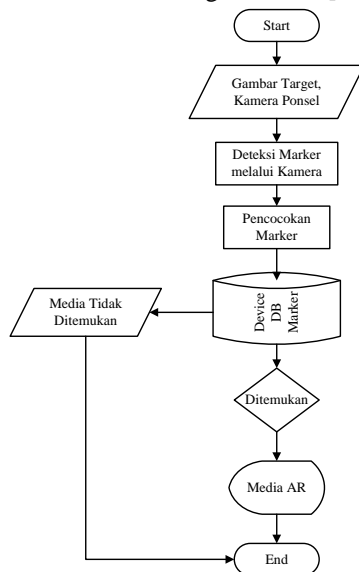 Start
Gambar Target,
Kamera Ponsel
Deteksi Marker
melalui Kamera
Pencocokan
Marker
Media Tidak
Ditemukan
Device
DB
Marker
Ditemukan
Media AR
End